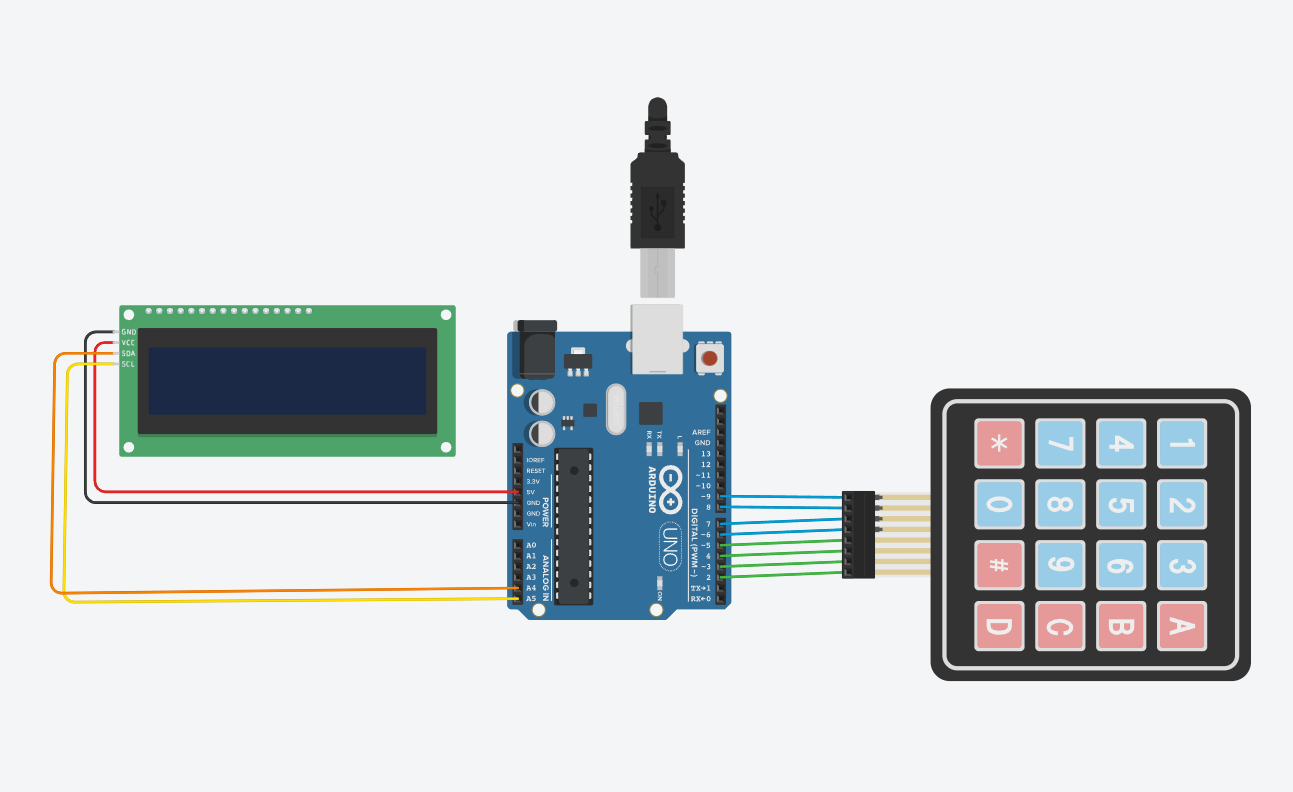 GND
VCC
SDA
SCL
IOREF
RESET
3.3V
5V
GND
GND
Vin
POWER
A0
A1
A2
A3
A4
A5
ANALOG IN
RX
TX
L
ARDUINO
UNO
ON
AREF
GND
13
12
~11
~10
~9
8
7
~6
~5
4
~3
2
TX→1
RX←0
DIGITAL (PWM~)
* 7 4 1
0 8 5 2
# 9 6 3
D C B A